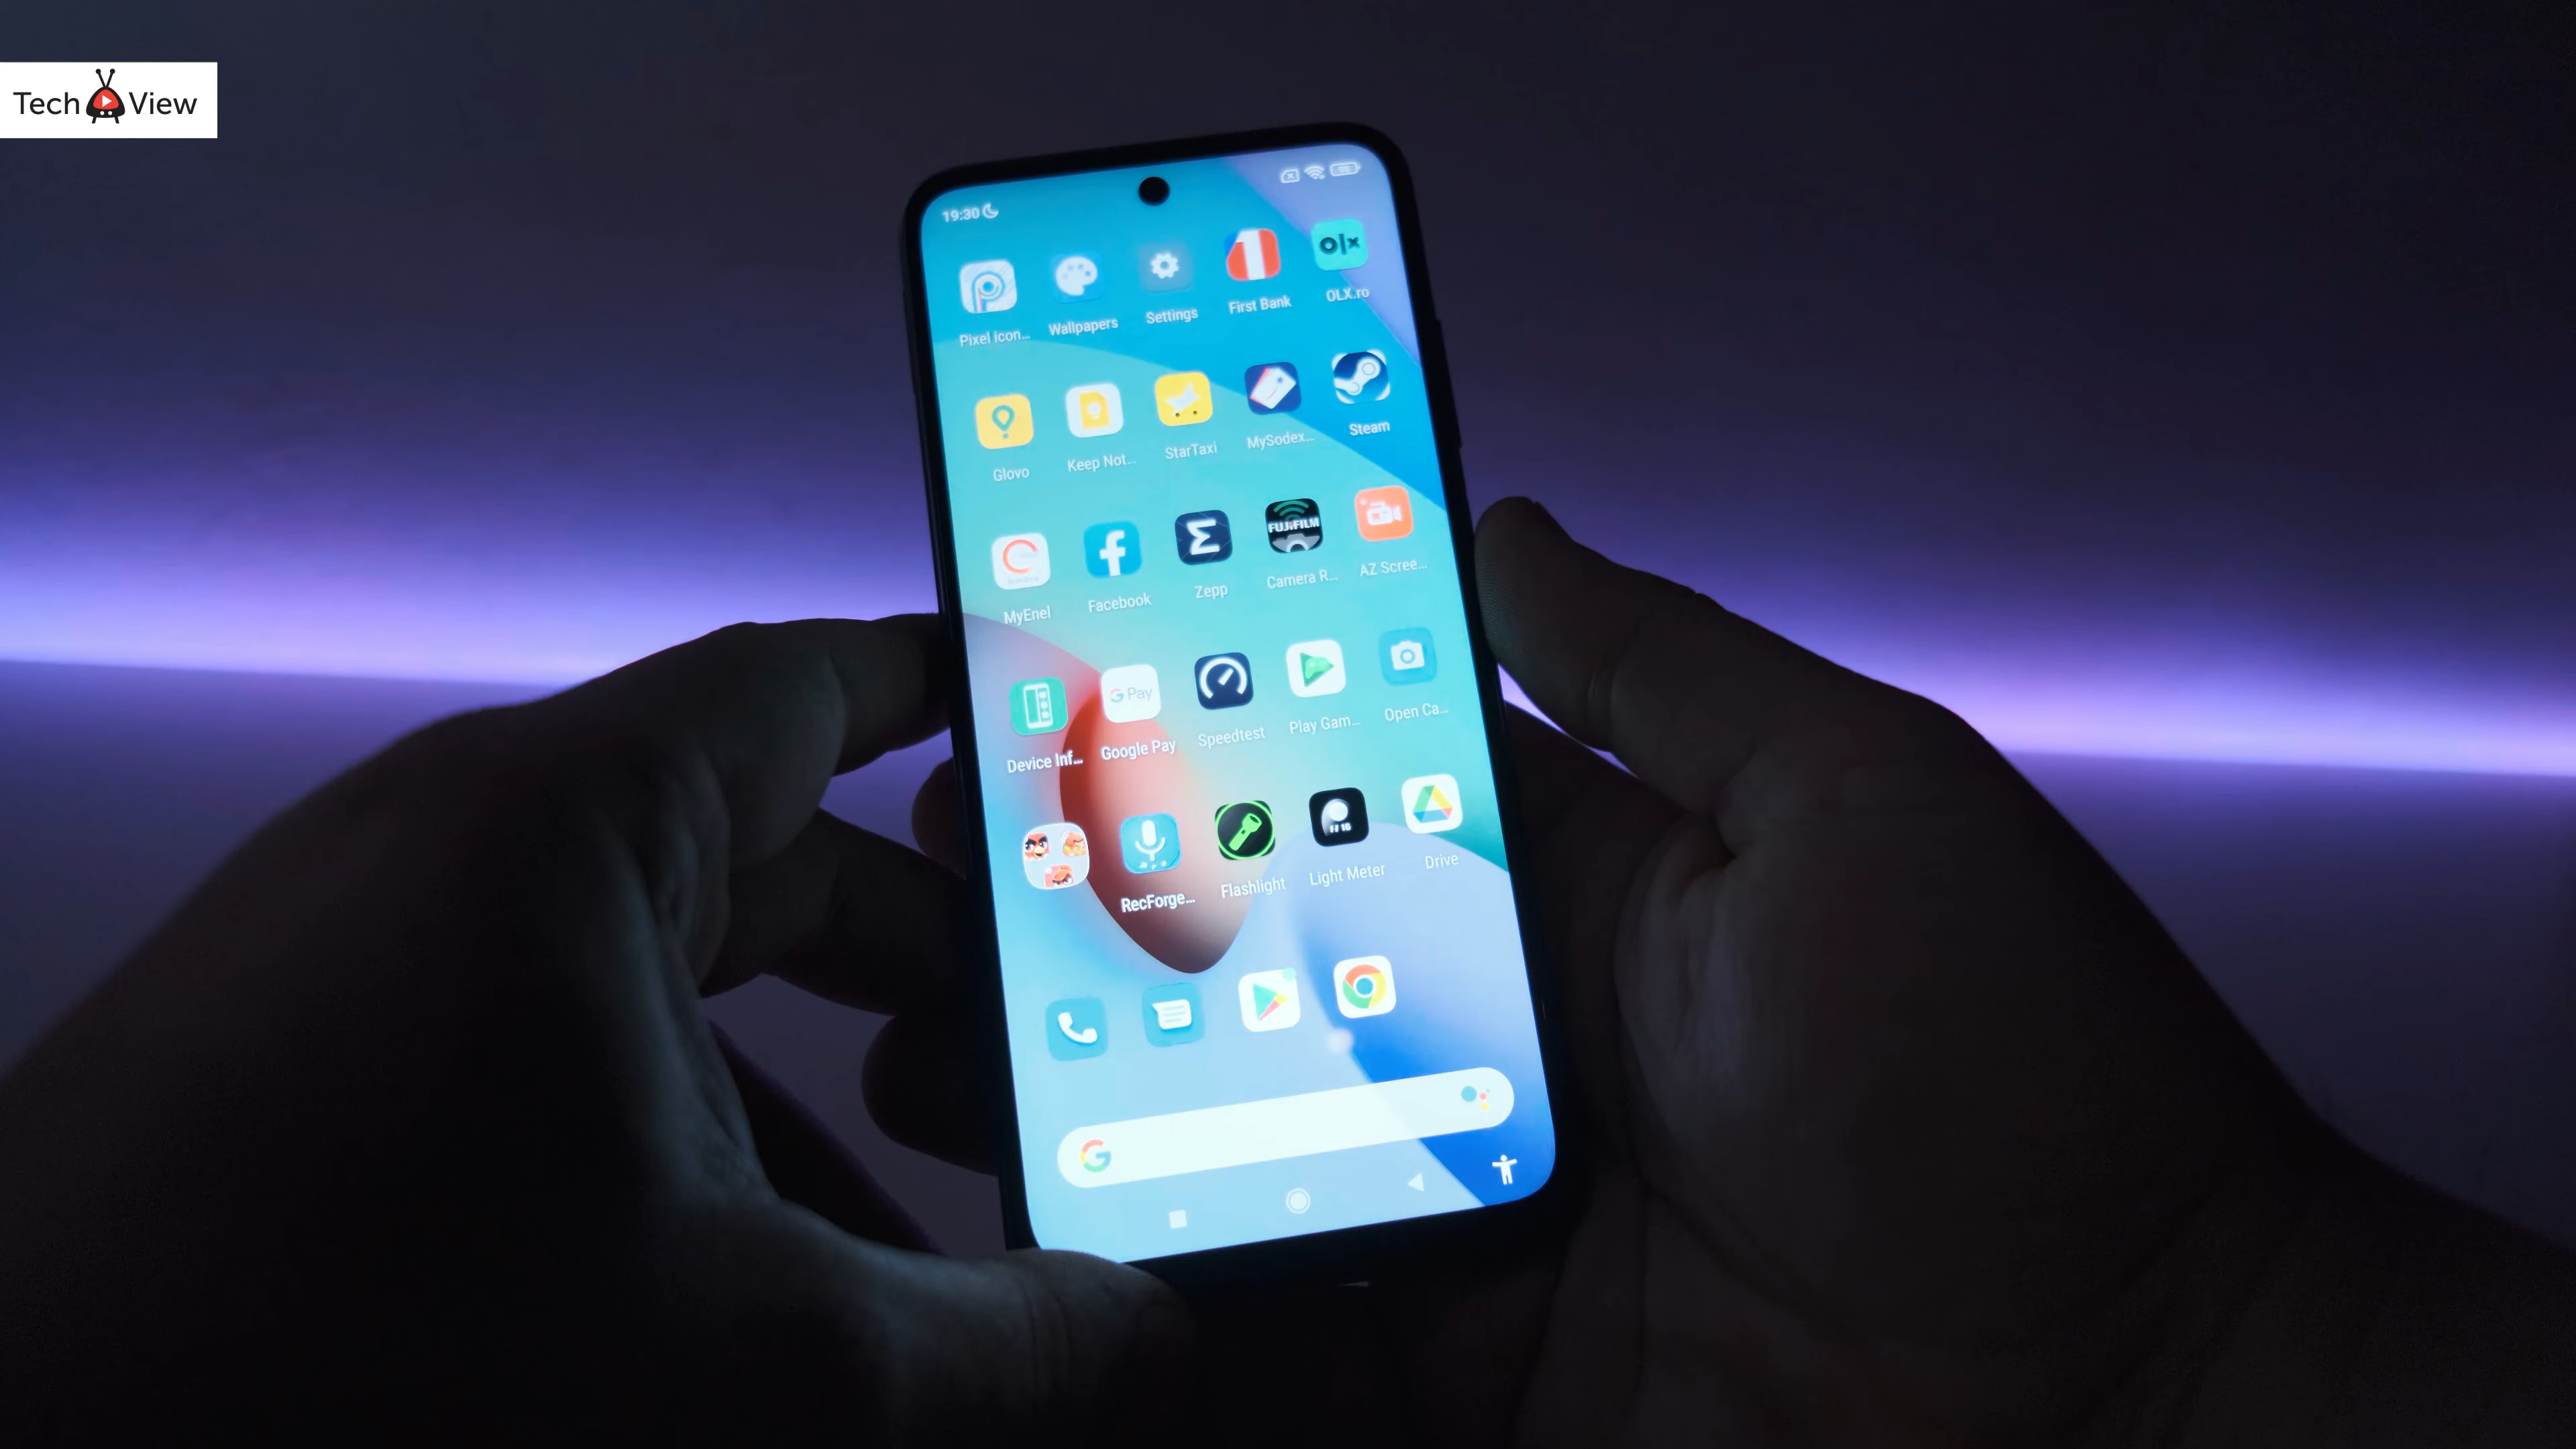 Tech View
19:30
Pixel icon... Wallpapers Settings First Bank OLX.ro
olx
Glovo Keep Not... StarTaxi MySodex... Steam
FUJIFILM
MyEnel Facebook Zepp Camera R... AZ Scree...
G Pay
Device Inf... Google Pay Speedtest Play Gam... Open Ca...
RecForge... Flashlight Light Meter Drive
G